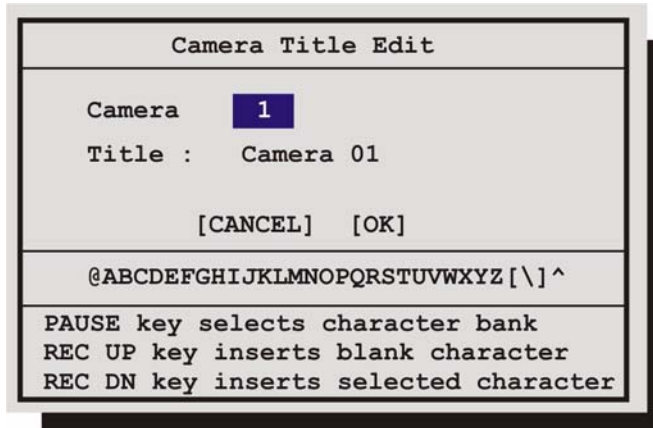 Camera Title Edit
Camera 1
Title : Camera 01
[CANCEL] [OK]
@ABCDEFGHIJKLMNOPQRSTUVWXYZ[\]^
PAUSE key selects character bank
REC UP key inserts blank character
REC DN key inserts selected character